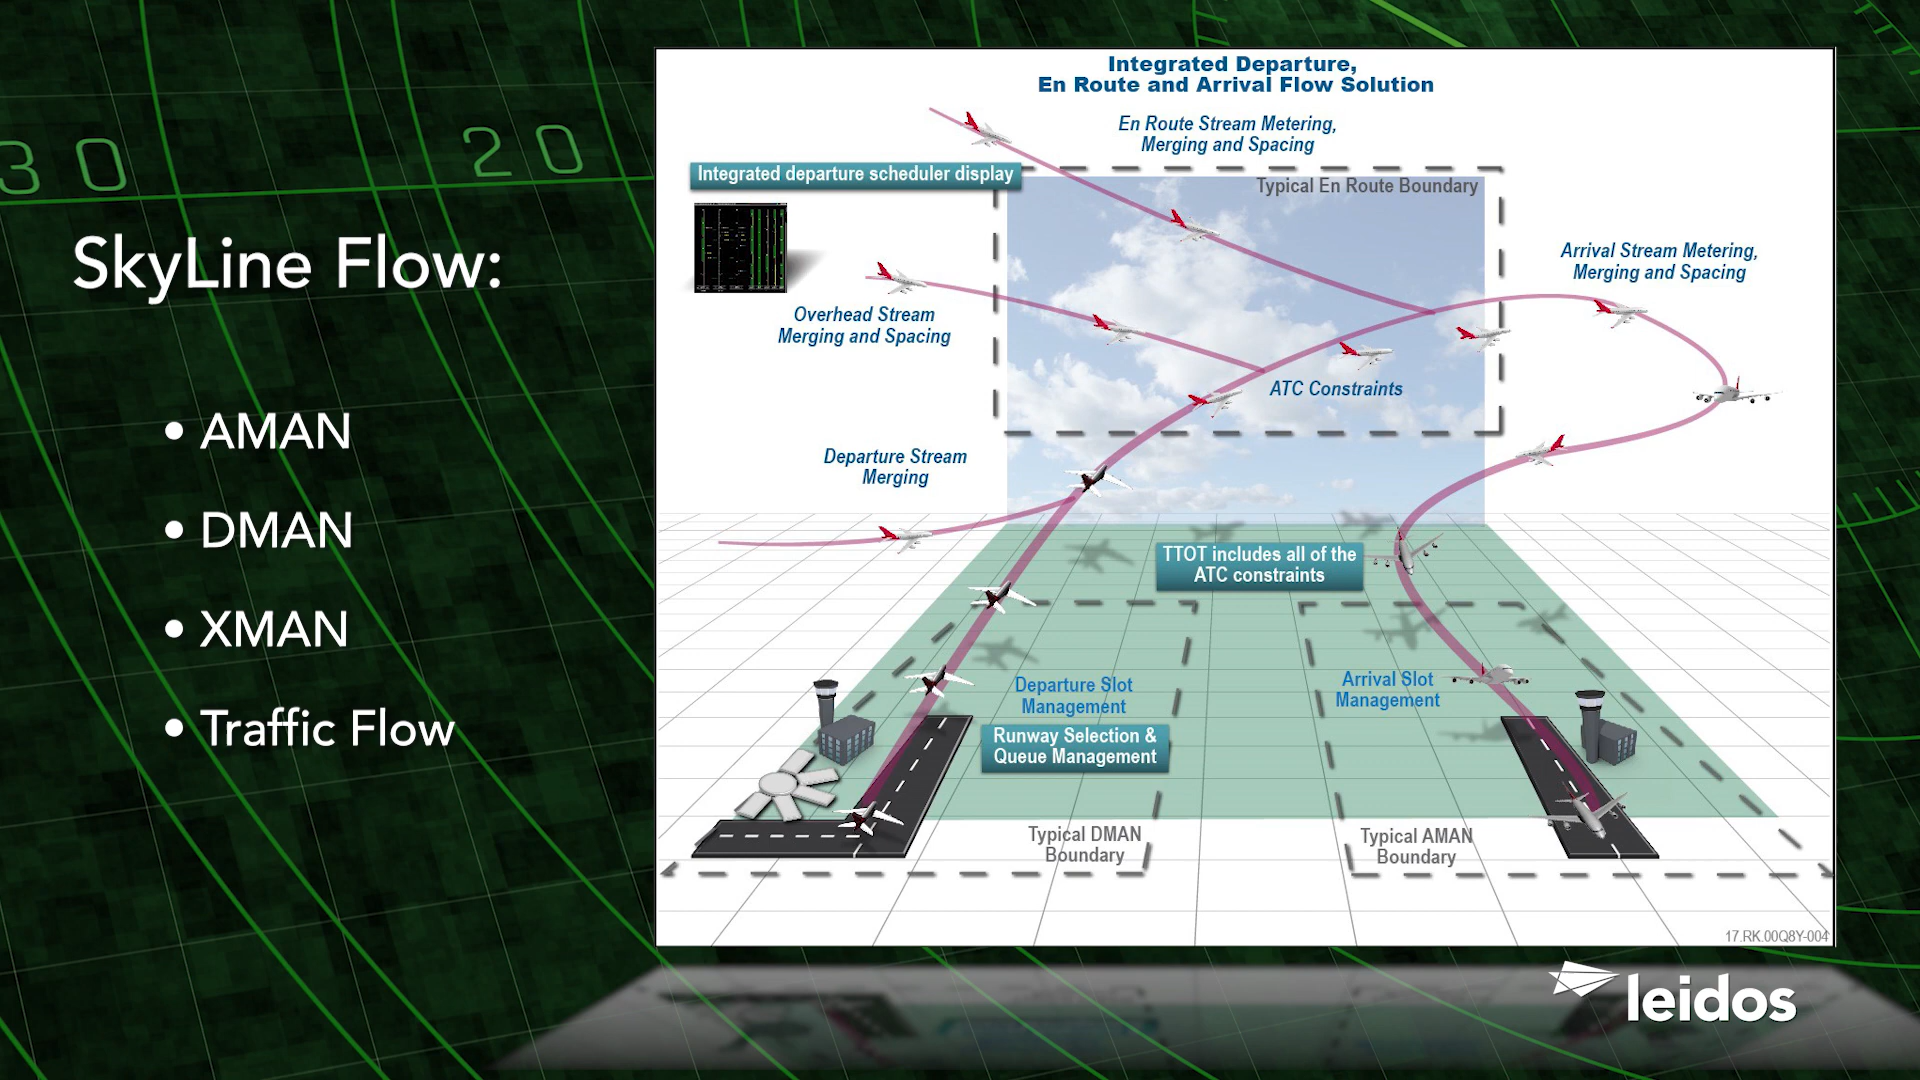 30
20
SkyLine Flow:
• AMAN
• DMAN
• XMAN
• Traffic Flow
Integrated Departure,
En Route and Arrival Flow Solution
En Route Stream Metering,
Merging and Spacing
Integrated departure scheduler display
Typical En Route Boundary
Arrival Stream Metering,
Merging and Spacing
Overhead Stream
Merging and Spacing
ATC Constraints
Departure Stream
Merging
TTOT includes all of the
ATC constraints
Departure Slot
Management
Arrival Slot
Management
Runway Selection &
Queue Management
Typical DMAN
Boundary
Typical AMAN
Boundary
17.RK.00Q8Y-004
leidos